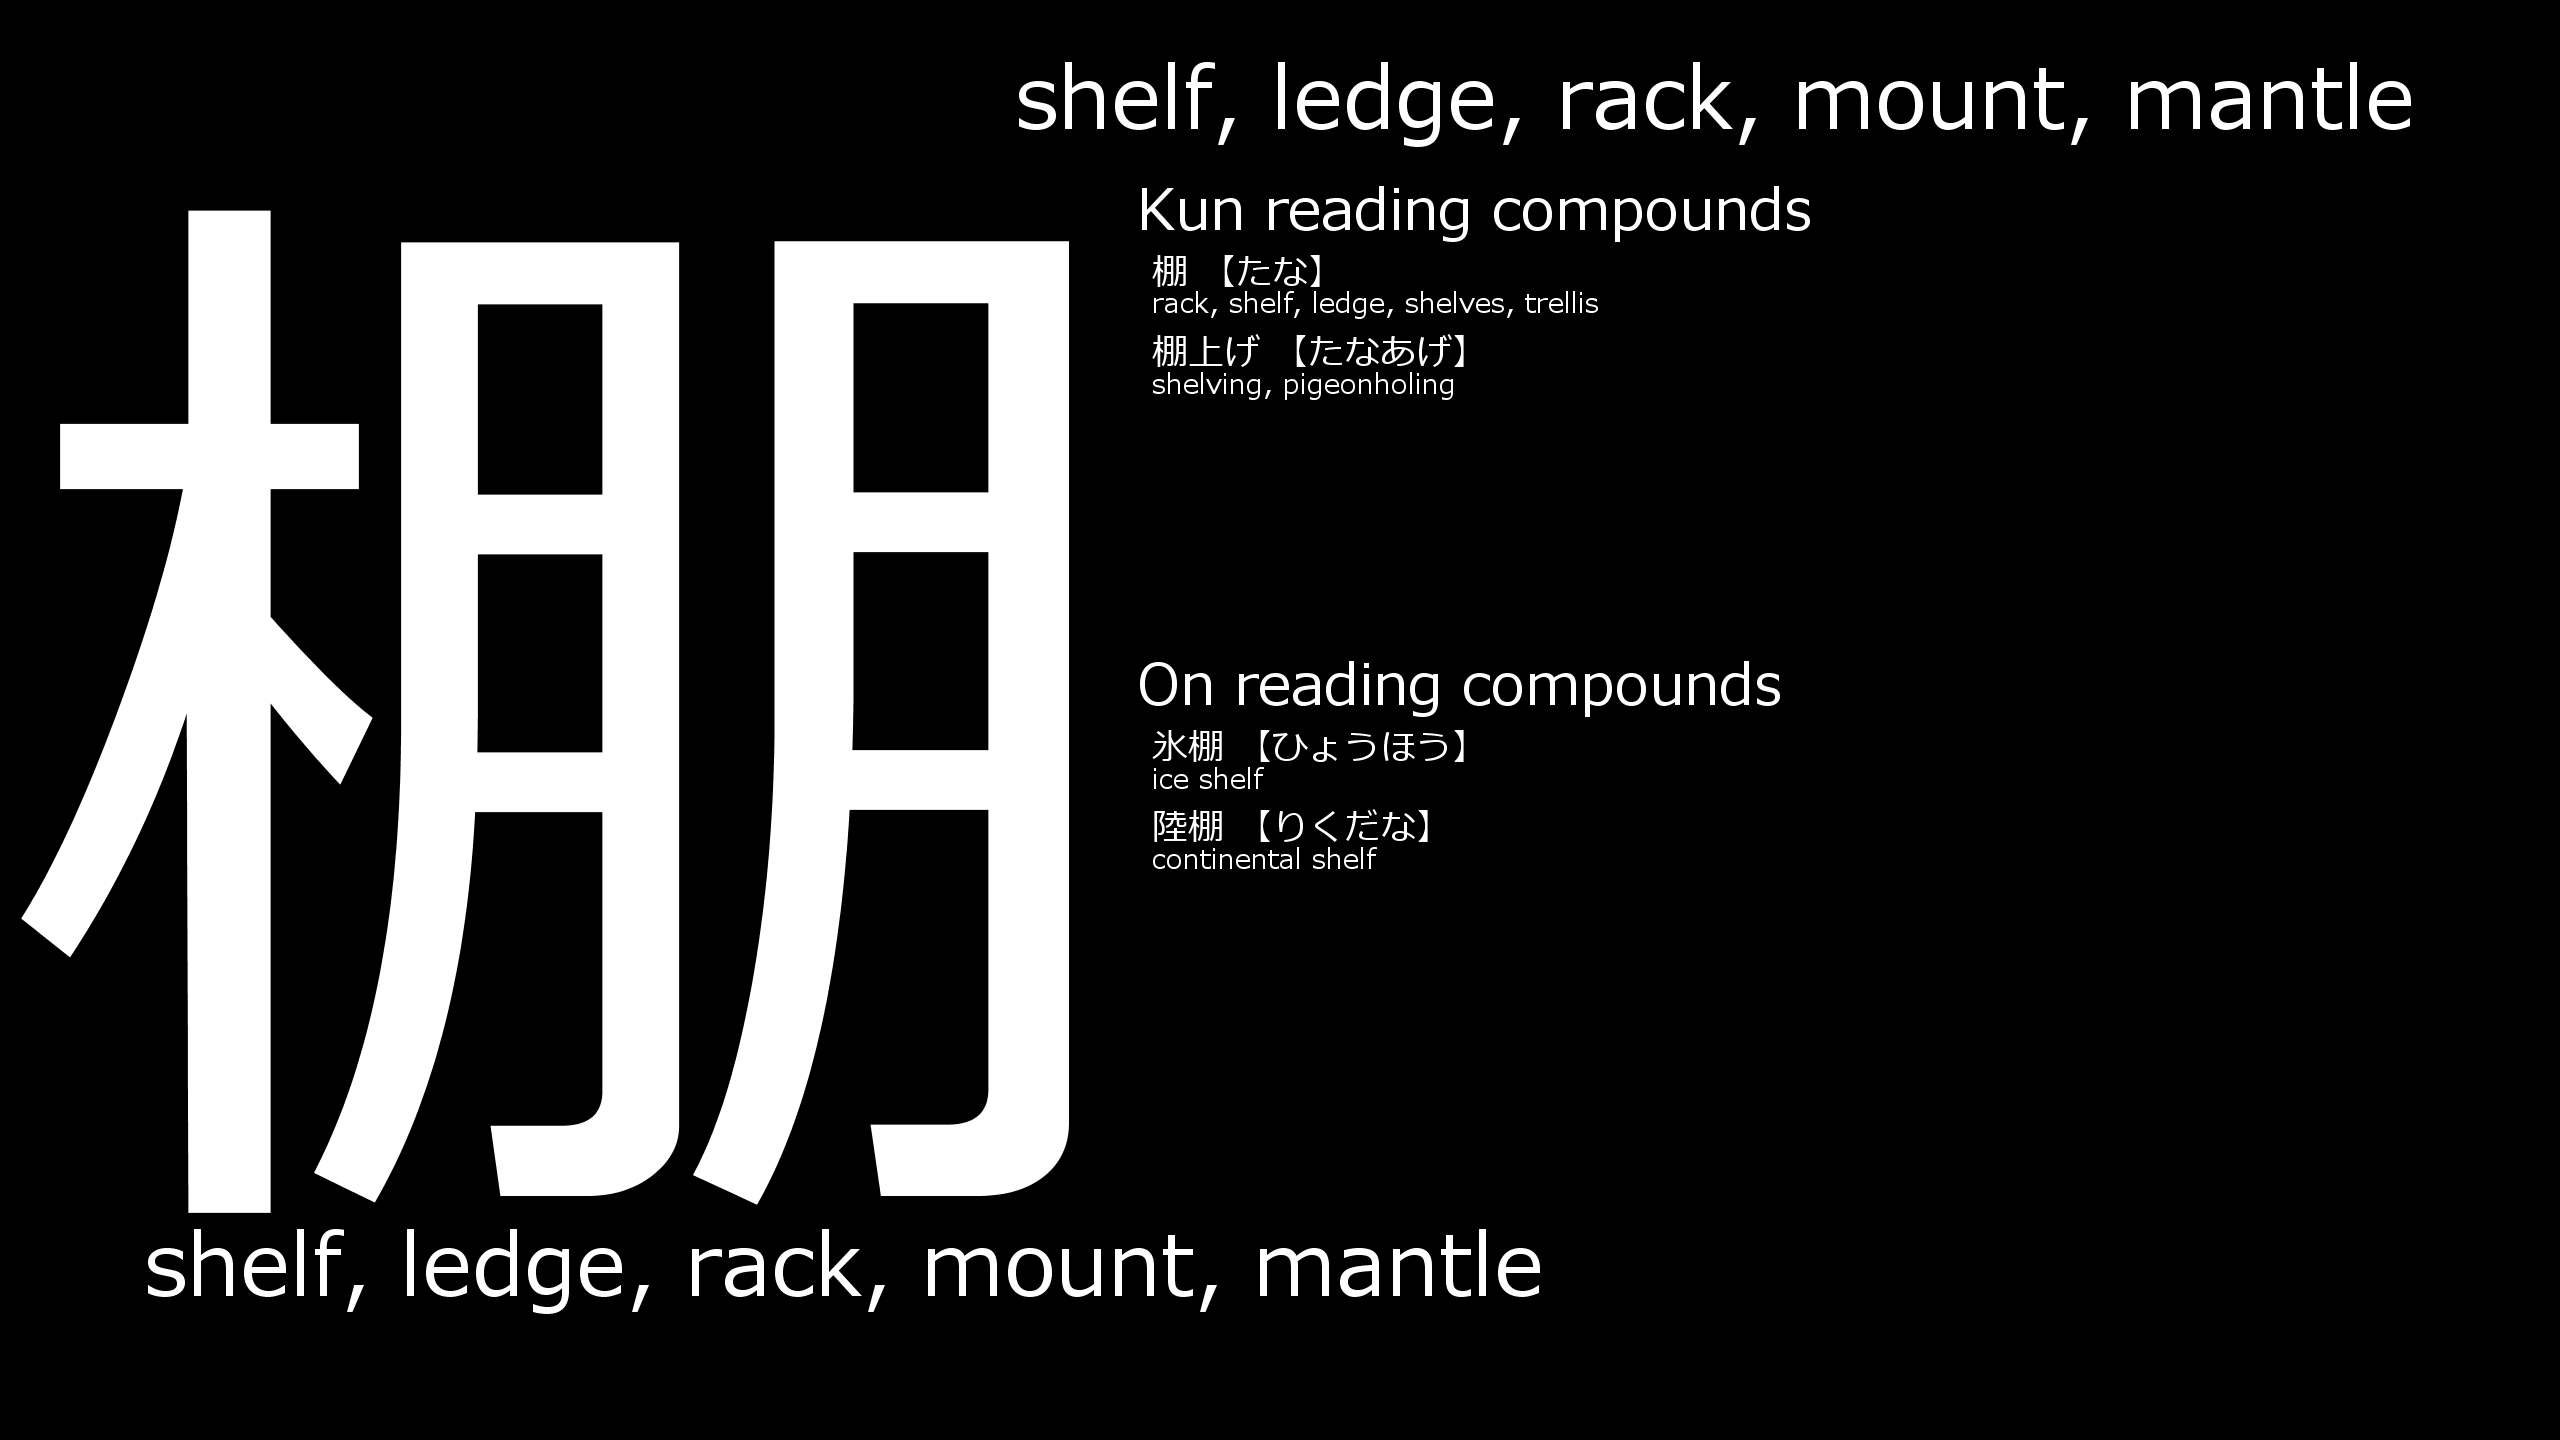 shelf, ledge, rack, mount, mantle
棚
Kun reading compounds
棚 【たな】
rack, shelf, ledge, shelves, trellis
棚上げ 【たなあげ】
shelving, pigeonholing
On reading compounds
氷棚 【ひょうほう】
ice shelf
陸棚 【りくだな】
continental shelf
shelf, ledge, rack, mount, mantle